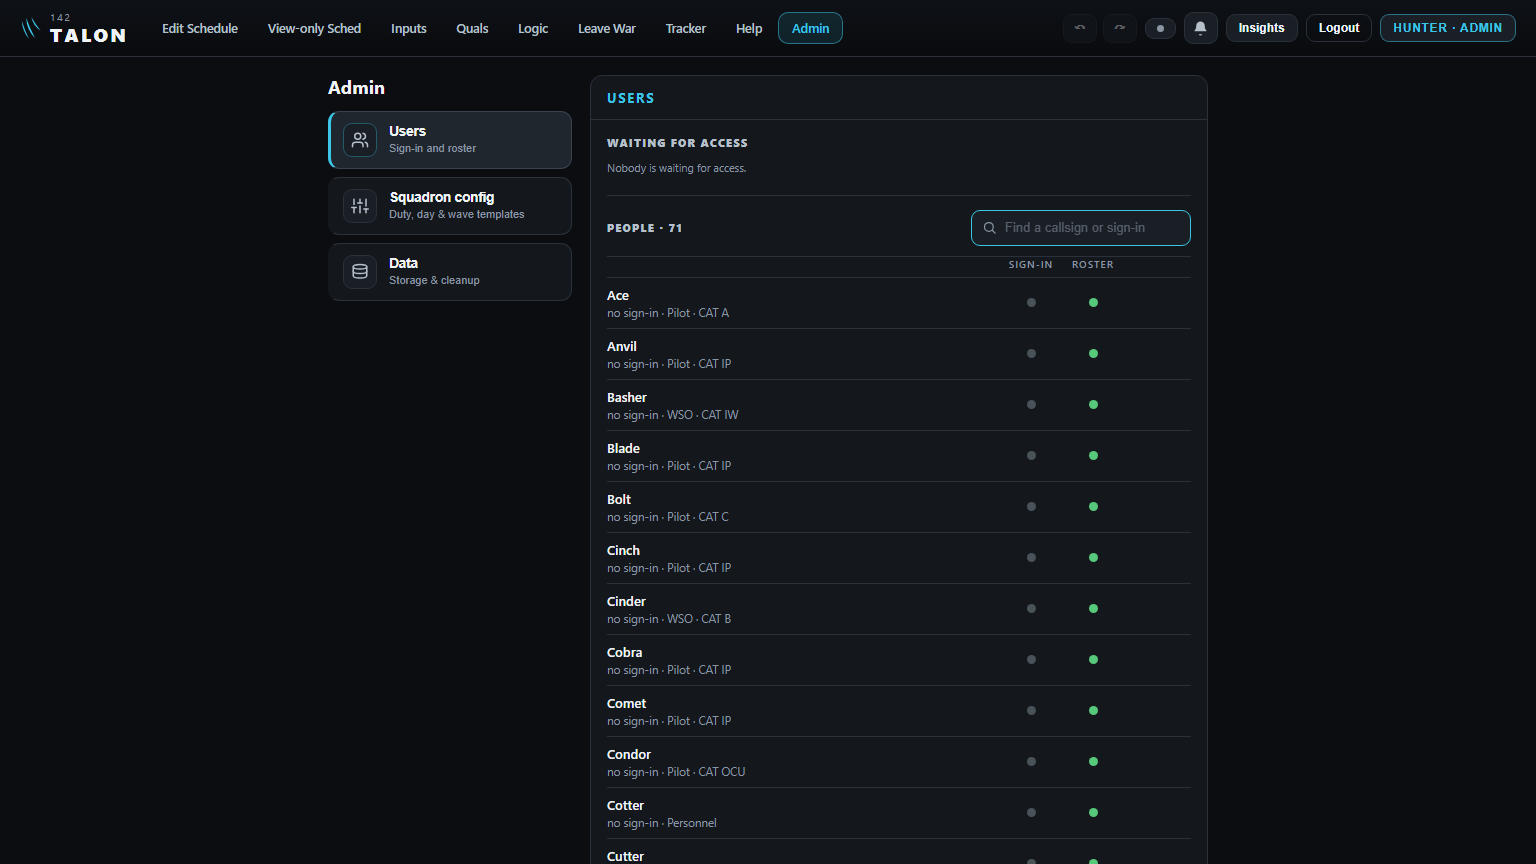 142
TALON
Edit Schedule
View-only Sched
Inputs
Quals
Logic
Leave War
Tracker
Help
Admin
Insights
Logout
HUNTER · ADMIN
Admin
Users
Sign-in and roster
Squadron config
Duty, day & wave templates
Data
Storage & cleanup
USERS
WAITING FOR ACCESS
Nobody is waiting for access.
PEOPLE · 71
Find a callsign or sign-in
SIGN-IN ROSTER
Ace
no sign-in · Pilot · CAT A
Anvil
no sign-in · Pilot · CAT IP
Basher
no sign-in · WSO · CAT IW
Blade
no sign-in · Pilot · CAT IP
Bolt
no sign-in · Pilot · CAT C
Cinch
no sign-in · Pilot · CAT IP
Cinder
no sign-in · WSO · CAT B
Cobra
no sign-in · Pilot · CAT IP
Comet
no sign-in · Pilot · CAT IP
Condor
no sign-in · Pilot · CAT OCU
Cotter
no sign-in · Personnel
Cutter